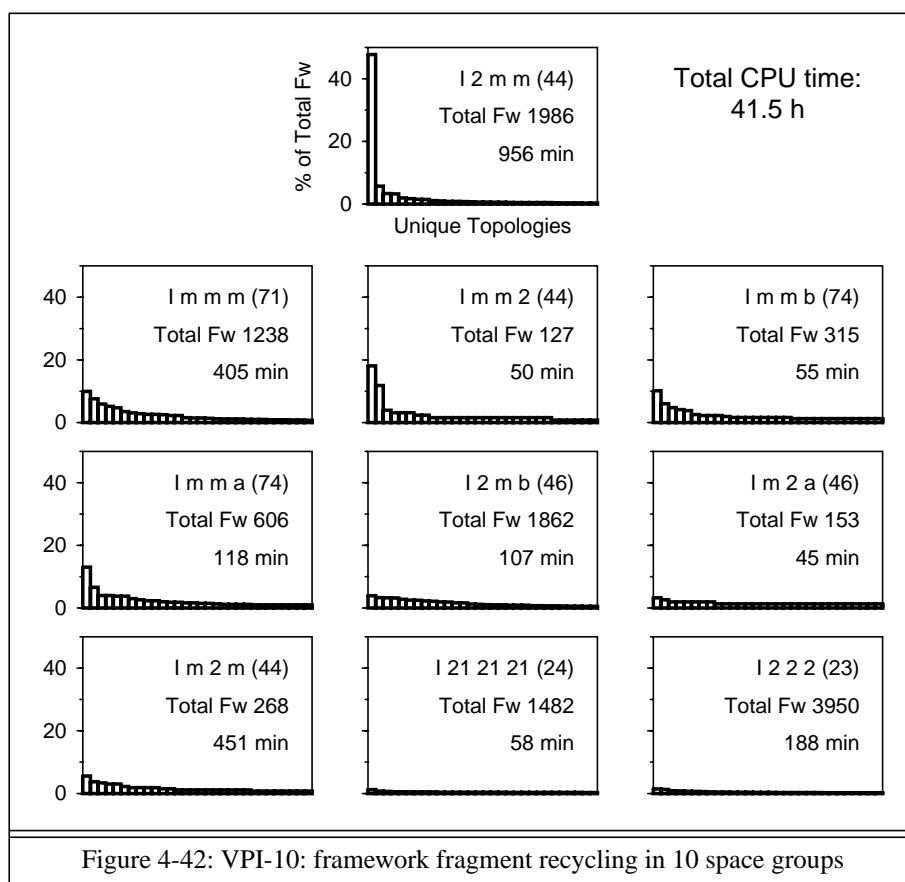 % of Total Fw
40
20
0
I 2 m m (44)
Total Fw 1986
956 min
Unique Topologies
Total CPU time:
41.5 h
40
20
0
I m m m (71)
Total Fw 1238
405 min
I m m 2 (44)
Total Fw 127
50 min
I m m b (74)
Total Fw 315
55 min
40
20
0
I m m a (74)
Total Fw 606
118 min
I 2 m b (46)
Total Fw 1862
107 min
I m 2 a (46)
Total Fw 153
45 min
40
20
0
I m 2 m (44)
Total Fw 268
451 min
I 21 21 21 (24)
Total Fw 1482
58 min
I 2 2 2 (23)
Total Fw 3950
188 min
Figure 4-42: VPI-10: framework fragment recycling in 10 space groups